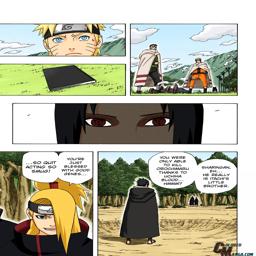 SHARINGAN,
EH...
HE REALLY
IS ITACHI'S
LITTLE
BROTHER.
YOU WERE
ONLY ABLE
TO KILL
OROCHIMARU
THANKS TO
UCHIHA
BLOOD...
HMMM?
YOU'RE
JUST
BLESSED
WITH GOOD
GENES...
...SO QUIT
ACTING SO
SMUG!